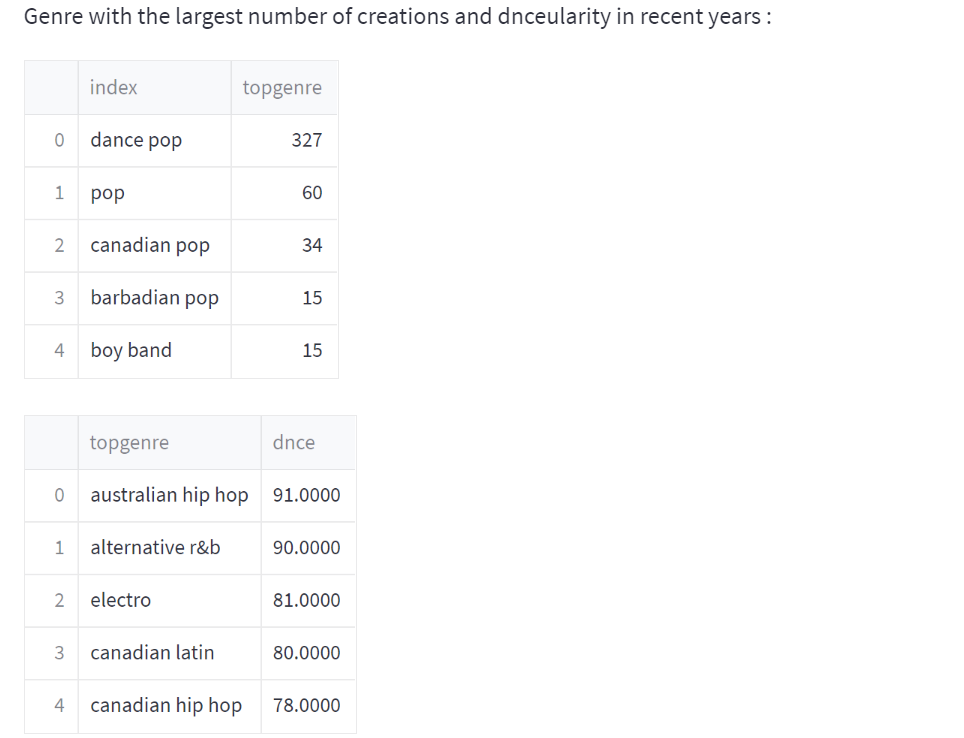 Genre with the largest number of creations and dnceularity in recent years :
index topgenre
0 dance pop 327
1 pop 60
2 canadian pop 34
3 barbadian pop 15
4 boy band 15
topgenre dnce
0 australian hip hop 91.0000
1 alternative r&b 90.0000
2 electro 81.0000
3 canadian latin 80.0000
4 canadian hip hop 78.0000